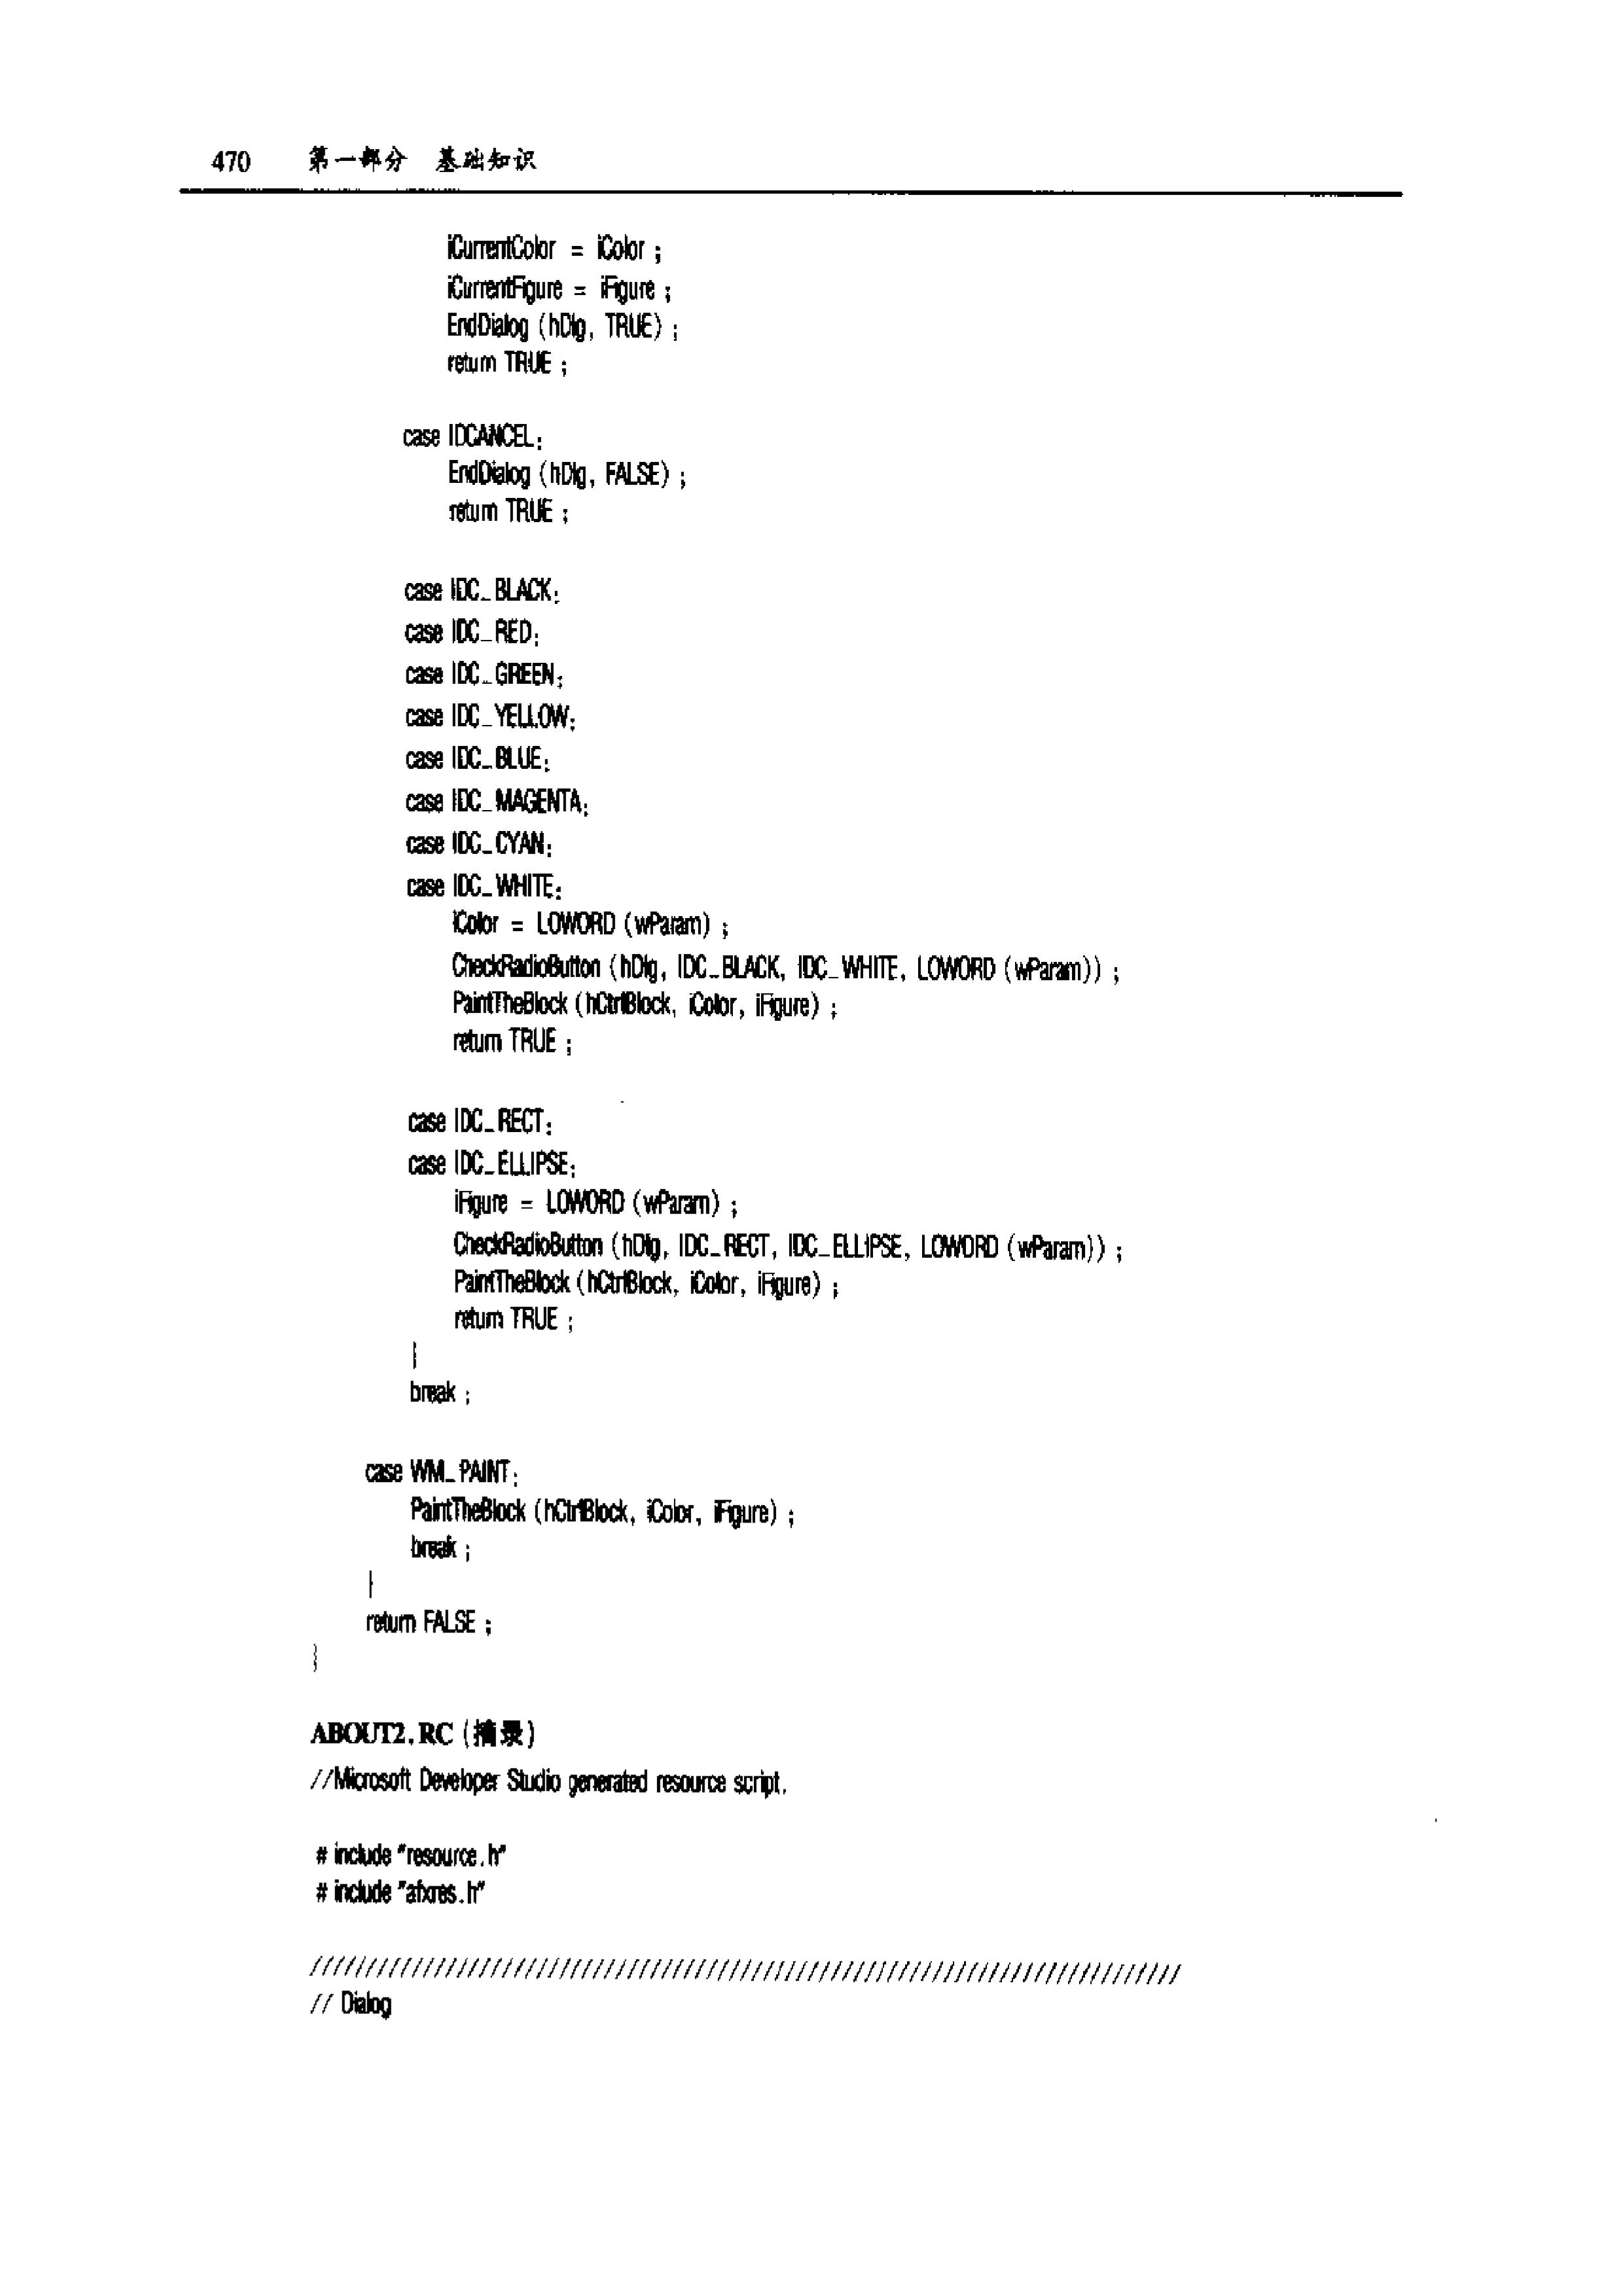 470 第一部分 基础知识
iCurrentColor = iColor ;
iCurrentFigure = iFigure ;
EndDialog (hDlg, TRUE) ;
return TRUE ;
case IDCANCEL:
EndDialog (hDlg, FALSE) ;
return TRUE ;
case IDC_BLACK:
case IDC_RED:
case IDC_GREEN:
case IDC_YELLOW:
case IDC_BLUE:
case IDC_MAGENTA:
case IDC_CYAN:
case IDC_WHITE:
iColor = LOWORD (wParam) ;
CheckRadioButton (hDlg, IDC_BLACK, IDC_WHITE, LOWORD (wParam)) ;
PaintTheBlock (hCtrlBlock, iColor, iFigure) ;
return TRUE ;
case IDC_RECT:
case IDC_ELLIPSE:
iFigure = LOWORD (wParam) ;
CheckRadioButton (hDlg, IDC_RECT, IDC_ELLIPSE, LOWORD (wParam)) ;
PaintTheBlock (hCtrlBlock, iColor, iFigure) ;
return TRUE ;
}
break ;
case WM_PAINT:
PaintTheBlock (hCtrlBlock, iColor, iFigure) ;
break ;
}
return FALSE ;
}
ABOUT2.RC (摘录)
//Microsoft Developer Studio generated resource script.
# include "resource.h"
# include "afxres.h"
/////////////////////////////////////////////////////////////////////////////
// Dialog